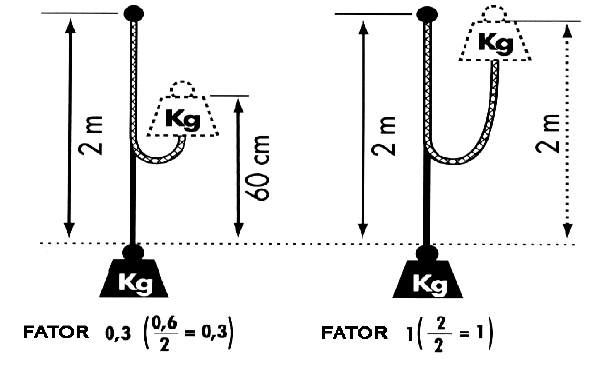 Kg
Kg
2 m
60 cm
2 m
2 m
Kg
Kg
FATOR 0,3 (0,6/2 = 0,3)
FATOR 1(2/2 = 1)